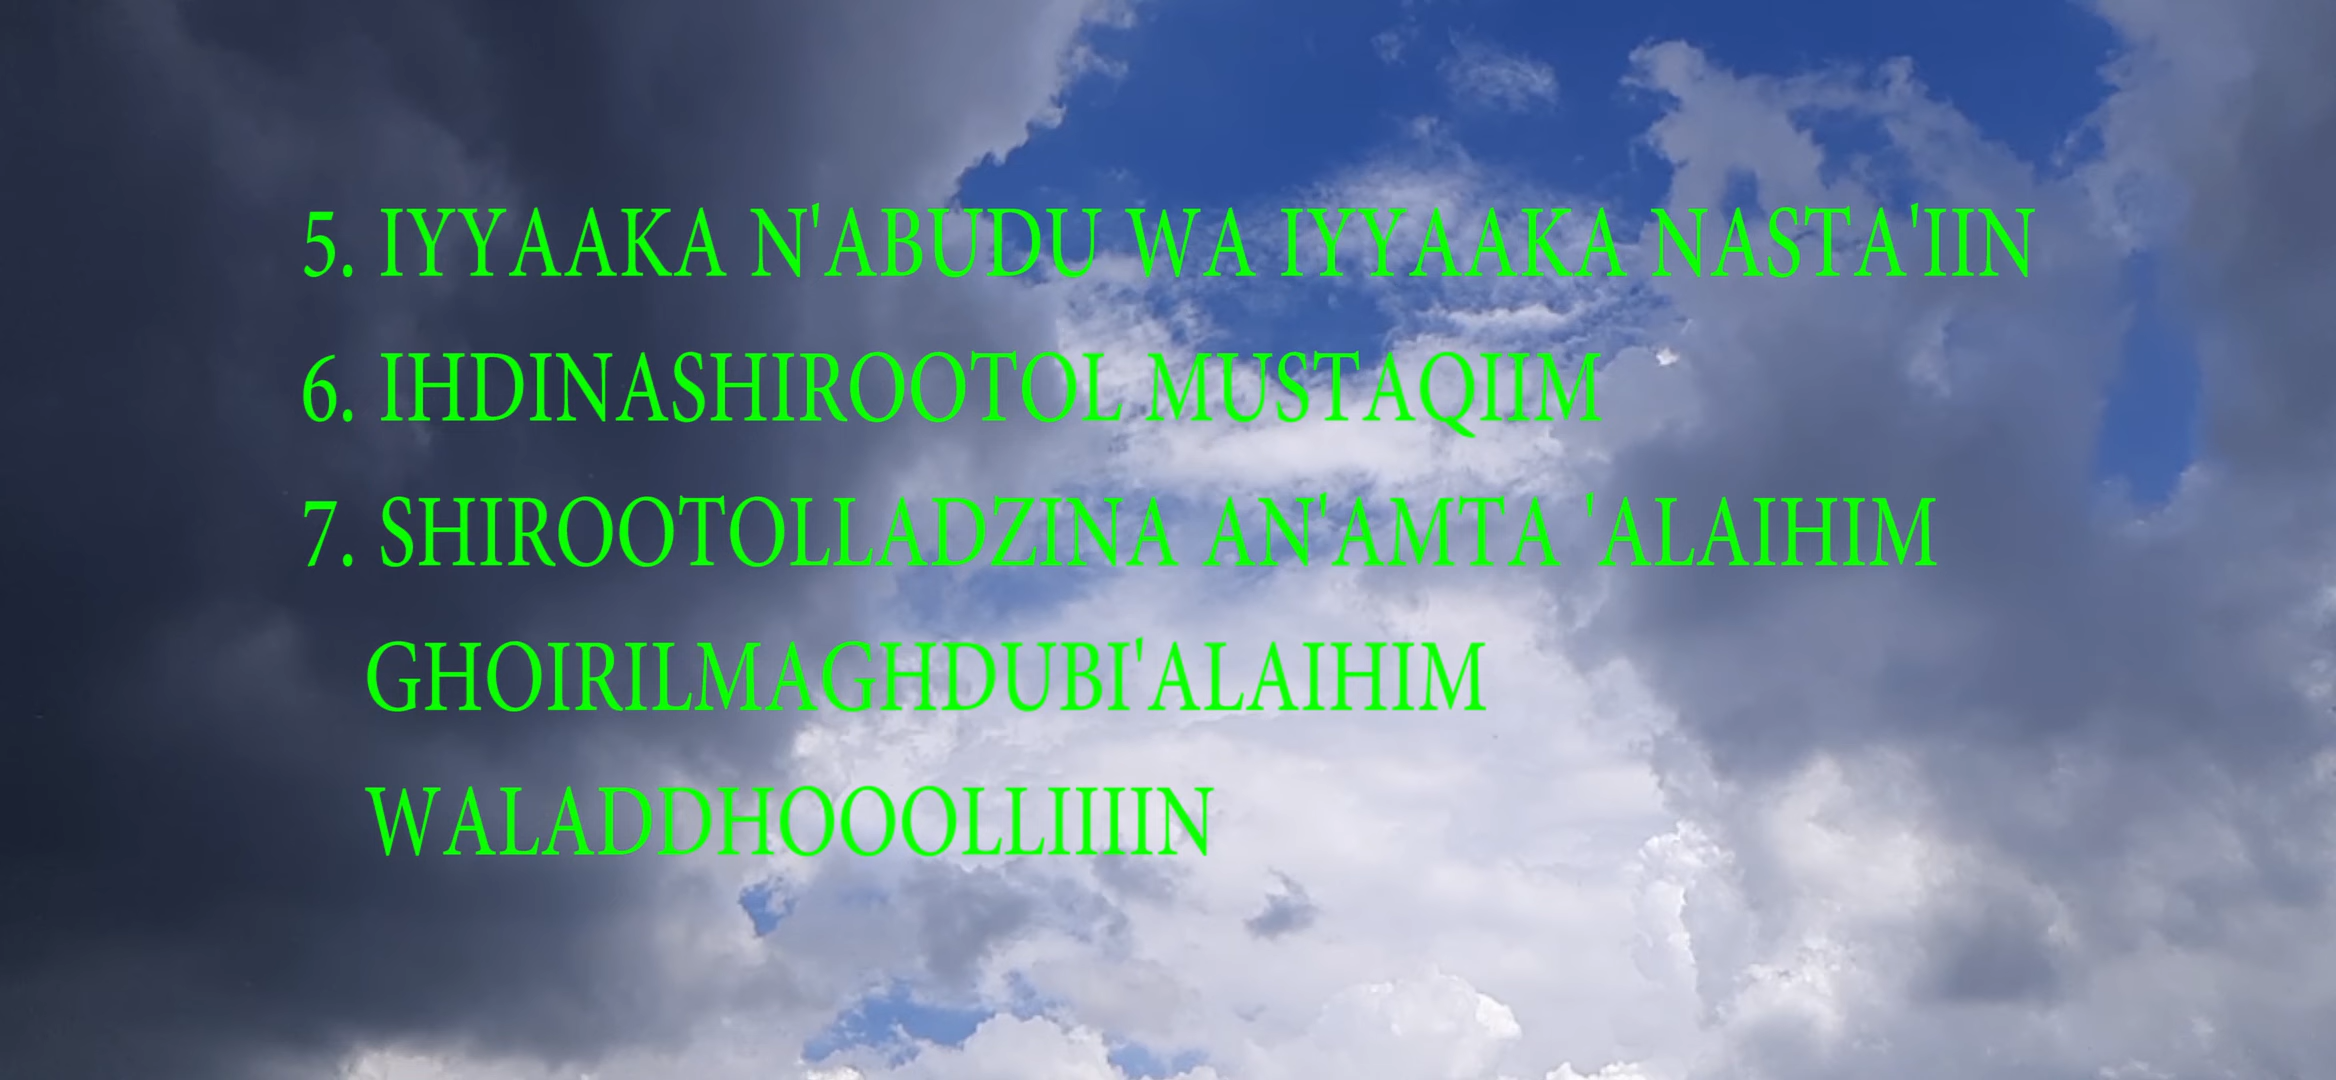 5. IYYAAKA N'ABUDU WA IYYAAKA NASTA'IIN
6. IHDINASHIROOTOL MUSTAQIIM
7. SHIROOTOLLADZINA AN'AMTA 'ALAIHIM
GHOIRILMAGHDUBI'ALAIHIM
WALADDHOOOLLIIIIN